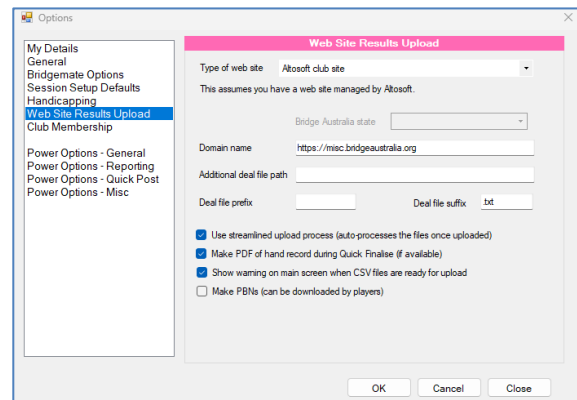 Options
My Details
General
Bridgemate Options
Session Setup Defaults
Handicapping
Web Site Results Upload
Club Membership
Power Options - General
Power Options - Reporting
Power Options - Quick Post
Power Options - Misc
Web Site Results Upload
Type of web site Altosoft club site
This assumes you have a web site managed by Altosoft.
Bridge Australia state
Domain name https://misc.bridgeaustralia.org
Additional deal file path
Deal file prefix Deal file suffix .txt
Use streamlined upload process (auto-processes the files once uploaded)
Make PDF of hand record during Quick Finalise (if available)
Show warning on main screen when CSV files are ready for upload
Make PBNs (can be downloaded by players)
OK Cancel Close